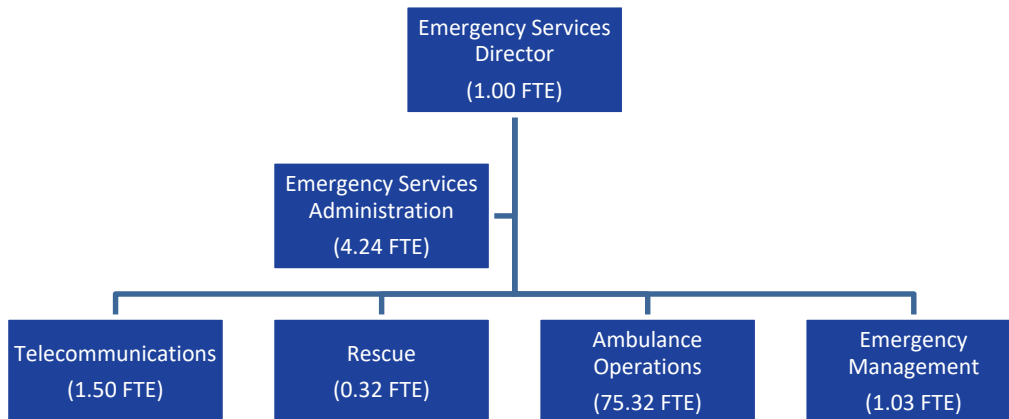 Emergency Services
Director
(1.00 FTE)
Emergency Services
Administration
(4.24 FTE)
Telecommunications
(1.50 FTE)
Rescue
(0.32 FTE)
Ambulance
Operations
(75.32 FTE)
Emergency
Management
(1.03 FTE)